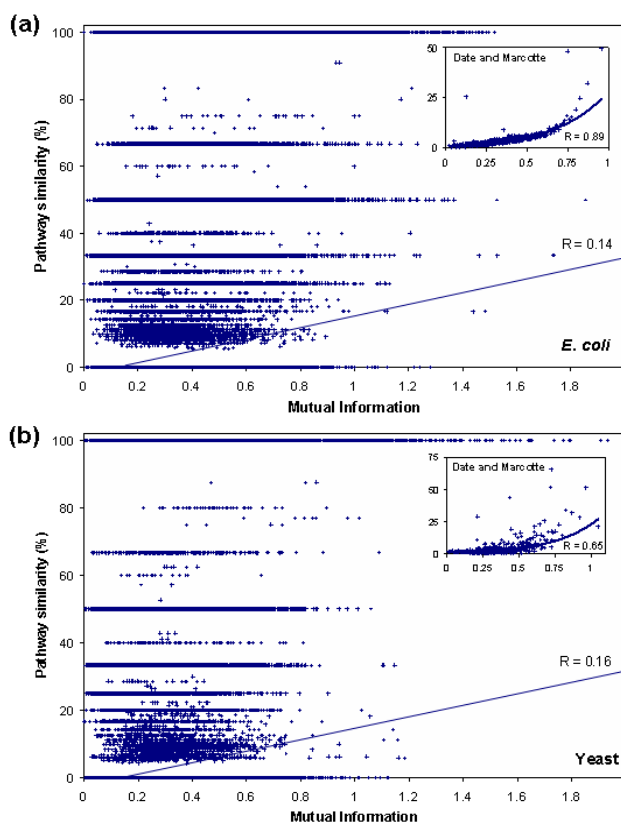 (a)
100
80
60
40
20
0
Pathway similarity (%)
50
25
0
Date and Marcotte
R = 0.89
0 0.25 0.5 0.75 1
R = 0.14
E. coli
0 0.2 0.4 0.6 0.8 1 1.2 1.4 1.6 1.8
Mutual Information
(b)
100
80
60
40
20
0
Pathway similarity (%)
75
50
25
0
Date and Marcotte
R = 0.65
0 0.25 0.5 0.75 1
R = 0.16
Yeast
0 0.2 0.4 0.6 0.8 1 1.2 1.4 1.6 1.8
Mutual Information